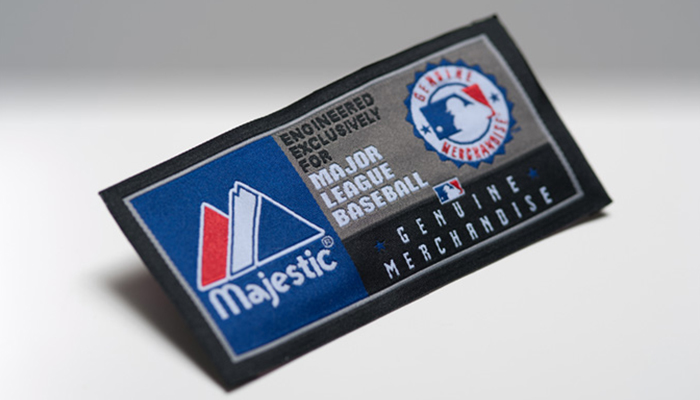 Majestic®
ENGINEERED
EXCLUSIVELY
FOR
MAJOR
LEAGUE
BASEBALL
GENUINE
MERCHANDISE
GENUINE
MERCHANDISE